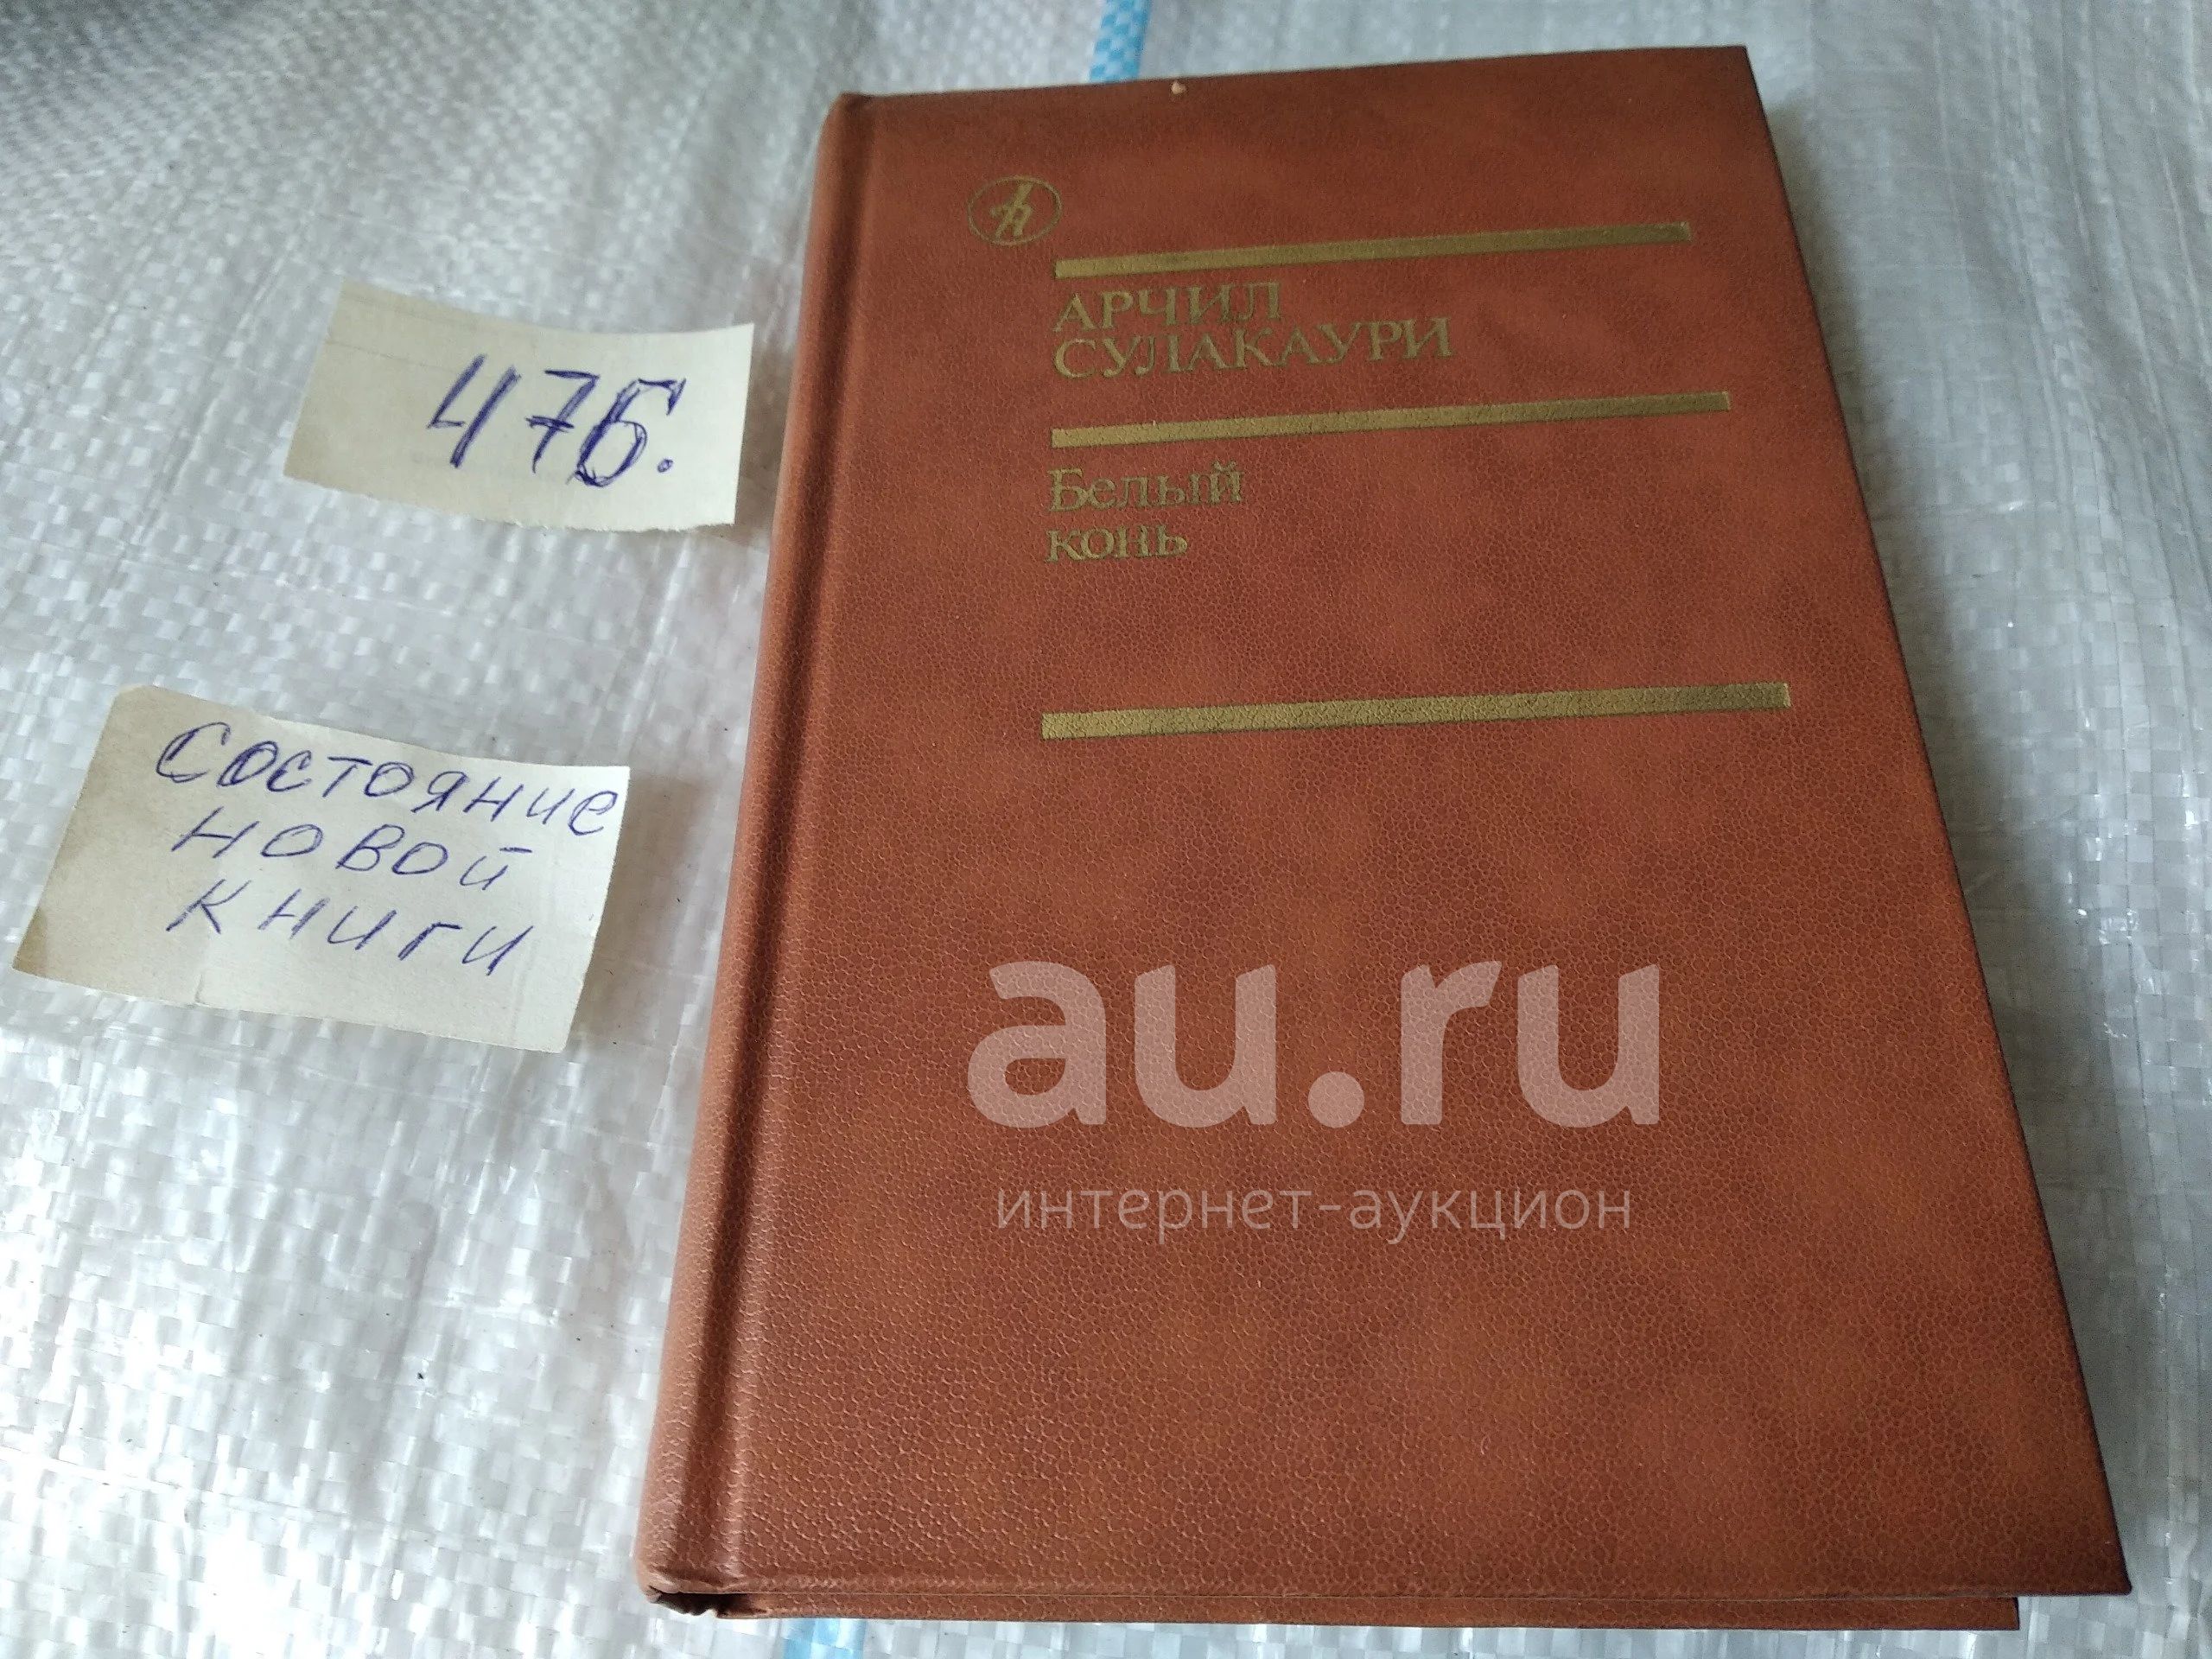 476.
Состояние
новой
книги
АРЧИЛ
СУЛАКАУРИ
Белый
конь
au.ru
интернет-аукцион